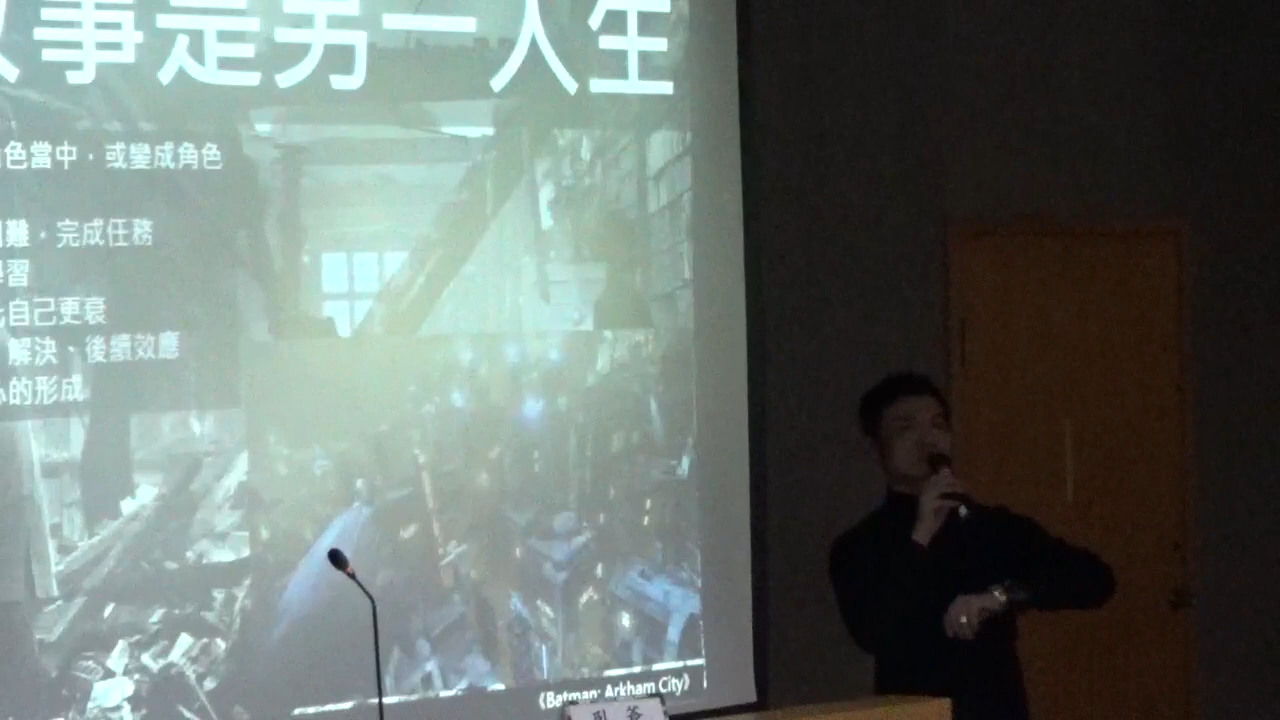 事是另一人生
色當中，或變成角色
難，完成任務
學習
自己更衰
解決、後續效應
的形成
《Batman: Arkham City》